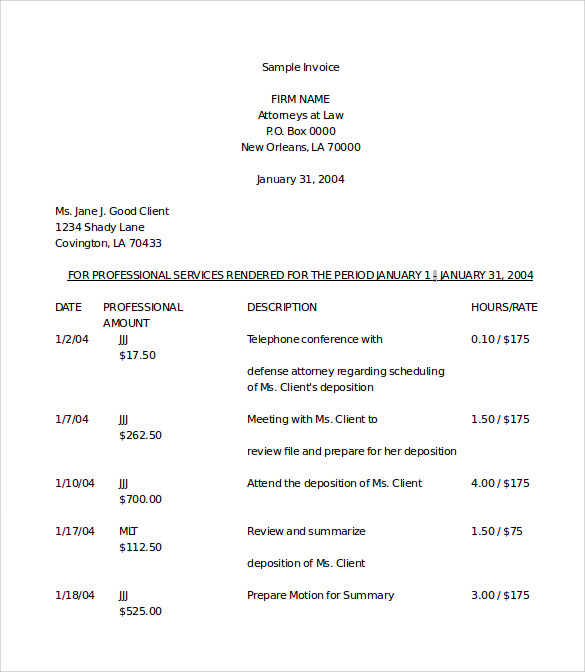 Sample Invoice
FIRM NAME
Attorneys at Law
P.O. Box 0000
New Orleans, LA 70000
January 31, 2004
Ms. Jane J. Good Client
1234 Shady Lane
Covington, LA 70433
FOR PROFESSIONAL SERVICES RENDERED FOR THE PERIOD JANUARY 1 - JANUARY 31, 2004
DATE PROFESSIONAL DESCRIPTION HOURS/RATE
AMOUNT
1/2/04 JJJ Telephone conference with 0.10 / $175
$17.50
defense attorney regarding scheduling
of Ms. Client's deposition
1/7/04 JJJ Meeting with Ms. Client to 1.50 / $175
$262.50
review file and prepare for her deposition
1/10/04 JJJ Attend the deposition of Ms. Client 4.00 / $175
$700.00
1/17/04 MLT Review and summarize 1.50 / $75
$112.50
deposition of Ms. Client
1/18/04 JJJ Prepare Motion for Summary 3.00 / $175
$525.00